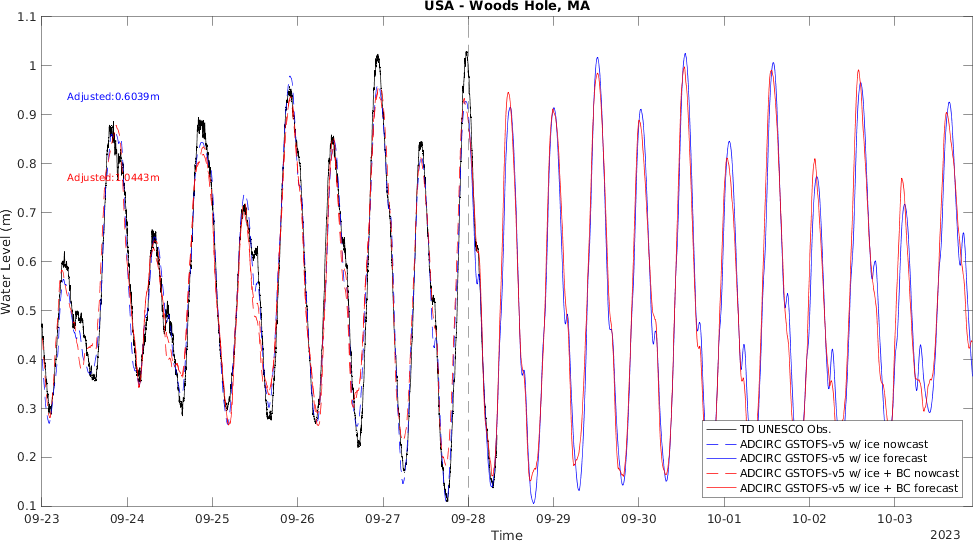 USA - Woods Hole, MA
1.1
1
0.9
0.8
0.7
0.6
0.5
0.4
0.3
0.2
0.1
Water Level (m)
Adjusted:0.6039m
Adjusted:1.0443m
TD UNESCO Obs.
ADCIRC GSTOFS-v5 w/ ice nowcast
ADCIRC GSTOFS-v5 w/ ice forecast
ADCIRC GSTOFS-v5 w/ ice + BC nowcast
ADCIRC GSTOFS-v5 w/ ice + BC forecast
09-23 09-24 09-25 09-26 09-27 09-28 09-29 09-30 10-01 10-02 10-03
Time
2023